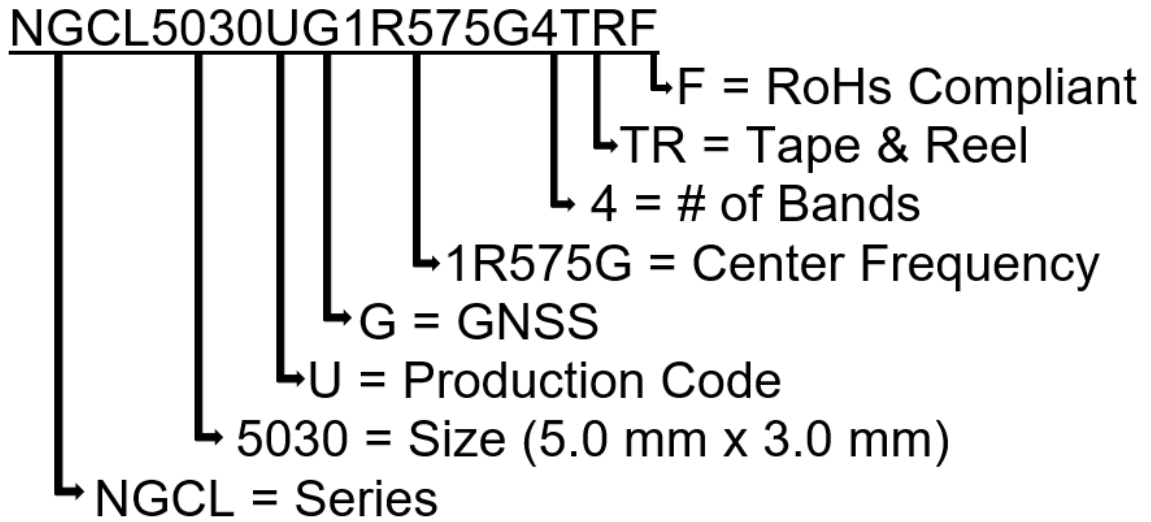 NGCL5030UG1R575G4TRF
F = RoHs Compliant
TR = Tape & Reel
4 = # of Bands
1R575G = Center Frequency
G = GNSS
U = Production Code
5030 = Size (5.0 mm x 3.0 mm)
NGCL = Series